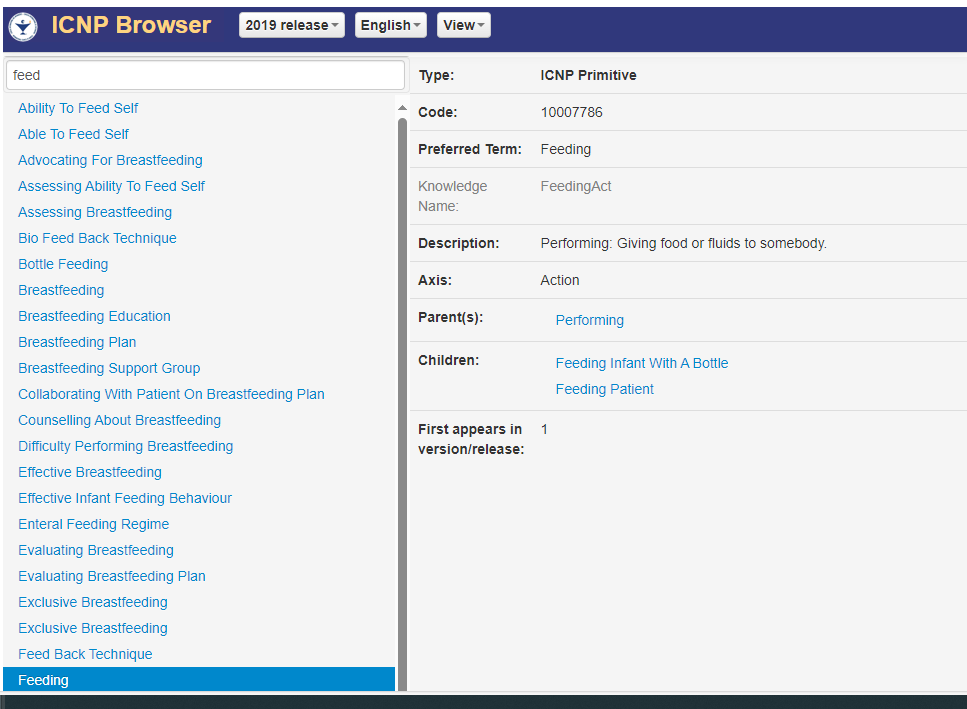 ICNP Browser
2019 release
English
View
feed
Ability To Feed Self
Able To Feed Self
Advocating For Breastfeeding
Assessing Ability To Feed Self
Assessing Breastfeeding
Bio Feed Back Technique
Bottle Feeding
Breastfeeding
Breastfeeding Education
Breastfeeding Plan
Breastfeeding Support Group
Collaborating With Patient On Breastfeeding Plan
Counselling About Breastfeeding
Difficulty Performing Breastfeeding
Effective Breastfeeding
Effective Infant Feeding Behaviour
Enteral Feeding Regime
Evaluating Breastfeeding
Evaluating Breastfeeding Plan
Exclusive Breastfeeding
Exclusive Breastfeeding
Feed Back Technique
Feeding
Type: ICNP Primitive
Code: 10007786
Preferred Term: Feeding
Knowledge Name: FeedingAct
Description: Performing: Giving food or fluids to somebody.
Axis: Action
Parent(s): Performing
Children: Feeding Infant With A Bottle
Feeding Patient
First appears in version/release: 1